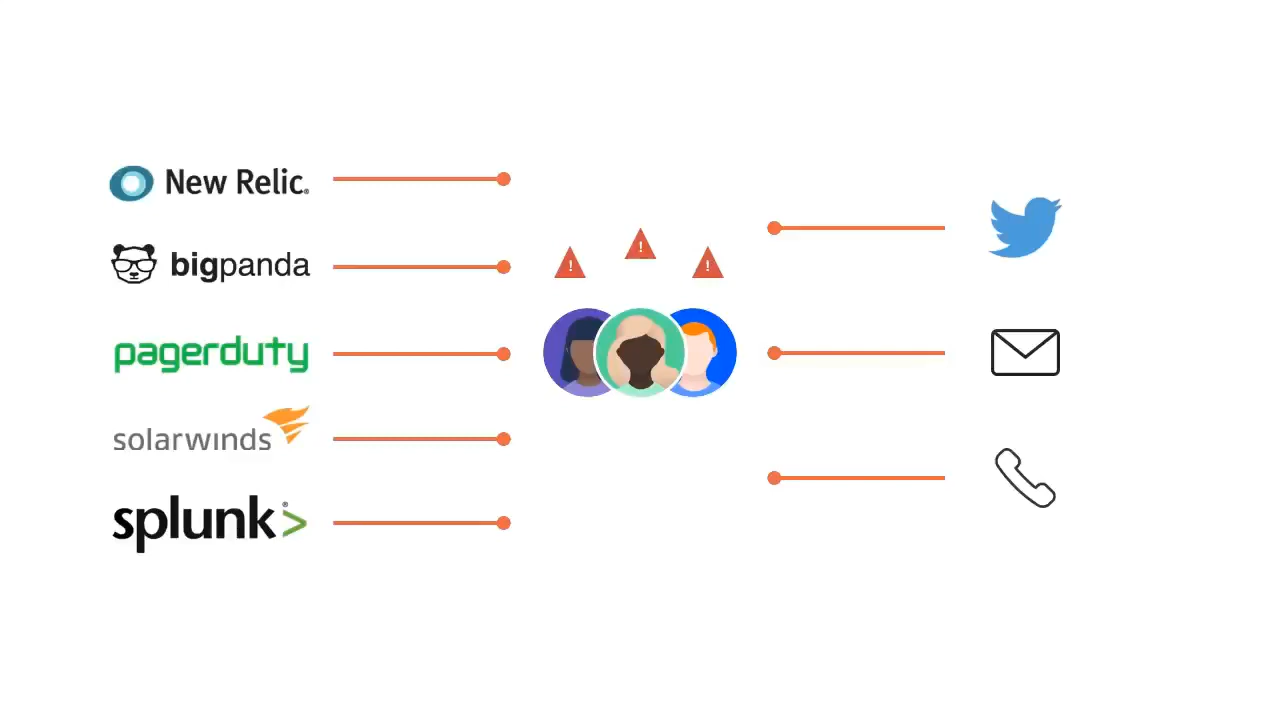 New Relic®
bigpanda
pagerduty
solarwinds
splunk>®
!
!
!